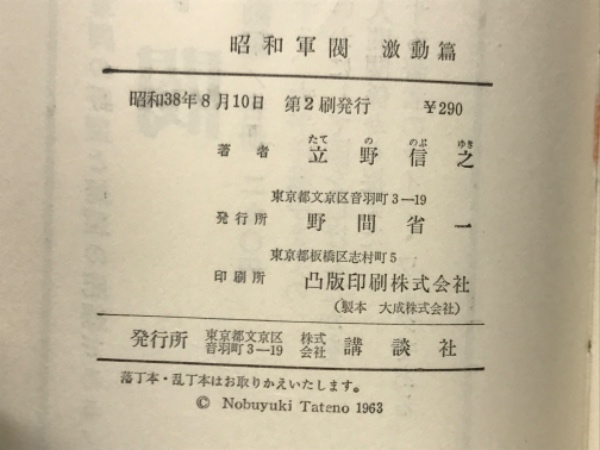 昭和軍閥 激動篇
昭和38年8月10日 第2刷発行 ¥290
たて の のぶ ゆき
著者 立野信之
東京都文京区音羽町3—19
発行所 野間省一
東京都板橋区志村町5
印刷所 凸版印刷株式会社
(製本 大成株式会社)
発行所 東京都文京区音羽町3—19 株式会社 講談社
落丁本・乱丁本はお取りかえいたします。
© Nobuyuki Tateno 1963